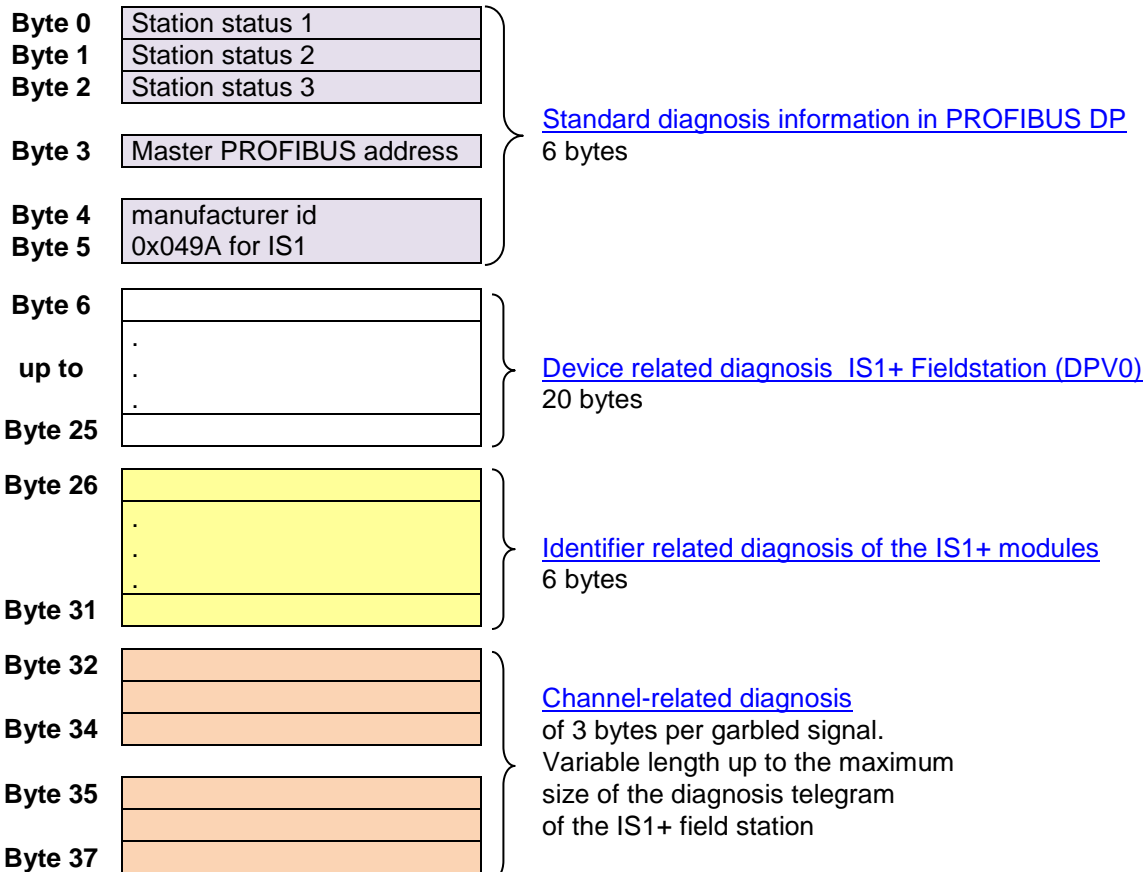 Byte 0 Station status 1
Byte 1 Station status 2
Byte 2 Station status 3
Standard diagnosis information in PROFIBUS DP
Byte 3 Master PROFIBUS address 6 bytes
Byte 4 manufacturer id
Byte 5 0x049A for IS1
Byte 6
.
up to . Device related diagnosis IS1+ Fieldstation (DPV0)
. 20 bytes
Byte 25
Byte 26
.
. Identifier related diagnosis of the IS1+ modules
. 6 bytes
Byte 31
Byte 32
Channel-related diagnosis
Byte 34 of 3 bytes per garbled signal.
Variable length up to the maximum
Byte 35 size of the diagnosis telegram
of the IS1+ field station
Byte 37